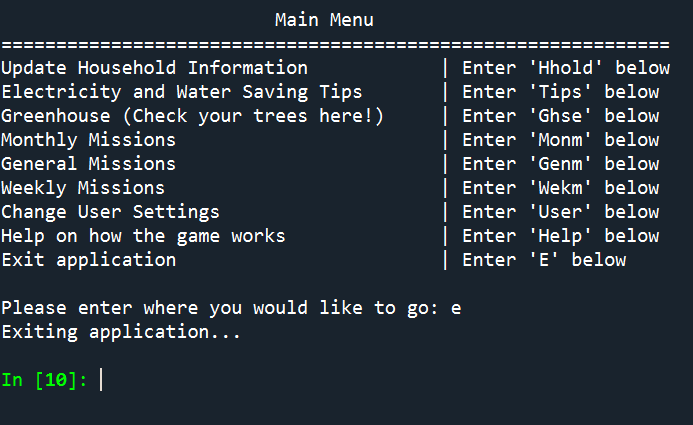 Main Menu
=============================================================
Update Household Information            | Enter 'Hhold' below
Electricity and Water Saving Tips       | Enter 'Tips' below
Greenhouse (Check your trees here!)     | Enter 'Ghse' below
Monthly Missions                        | Enter 'Monm' below
General Missions                        | Enter 'Genm' below
Weekly Missions                         | Enter 'Wekm' below
Change User Settings                    | Enter 'User' below
Help on how the game works              | Enter 'Help' below
Exit application                        | Enter 'E' below
Please enter where you would like to go: e
Exiting application...
In [10]: